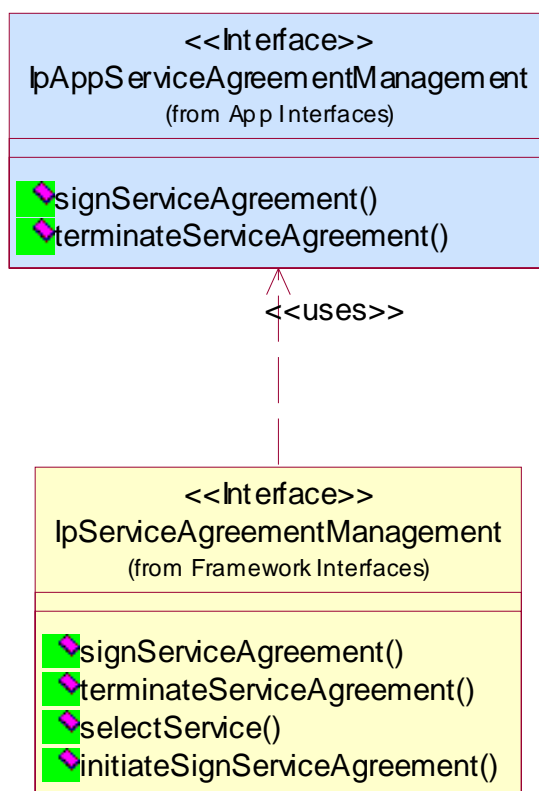 <<Interface>>
IpAppServiceAgreementManagement
(from App Interfaces)
signServiceAgreement()
terminateServiceAgreement()
<<uses>>
<<Interface>>
IpServiceAgreementManagement
(from Framework Interfaces)
signServiceAgreement()
terminateServiceAgreement()
selectService()
initiateSignServiceAgreement()